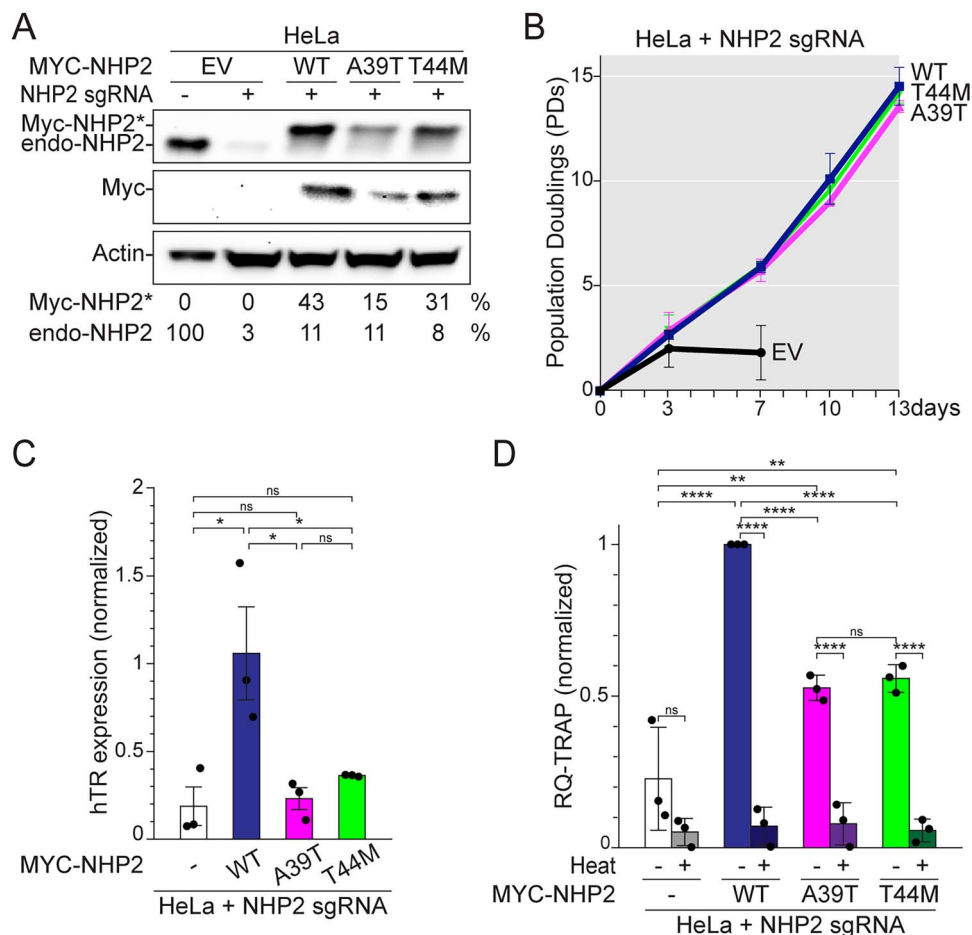 A
HeLa
MYC-NHP2 EV WT A39T T44M
NHP2 sgRNA - + + + +
Myc-NHP2*
endo-NHP2
Myc
Actin
Myc-NHP2* 0 0 43 15 31 %
endo-NHP2 100 3 11 11 8 %
B
HeLa + NHP2 sgRNA
Population Doublings (PDs)
15
10
5
0
WT
T44M
A39T
EV
0 3 7 10 13days
C
hTR expression (normalized)
2
1.5
1
0.5
0
ns
ns
* *
* ns
MYC-NHP2 - WT A39T T44M
HeLa + NHP2 sgRNA
D
RQ-TRAP (normalized)
1
0.5
0
**
**
**** ****
****
****
ns
**** ****
ns
Heat - + - + - + - +
MYC-NHP2 - WT A39T T44M
HeLa + NHP2 sgRNA